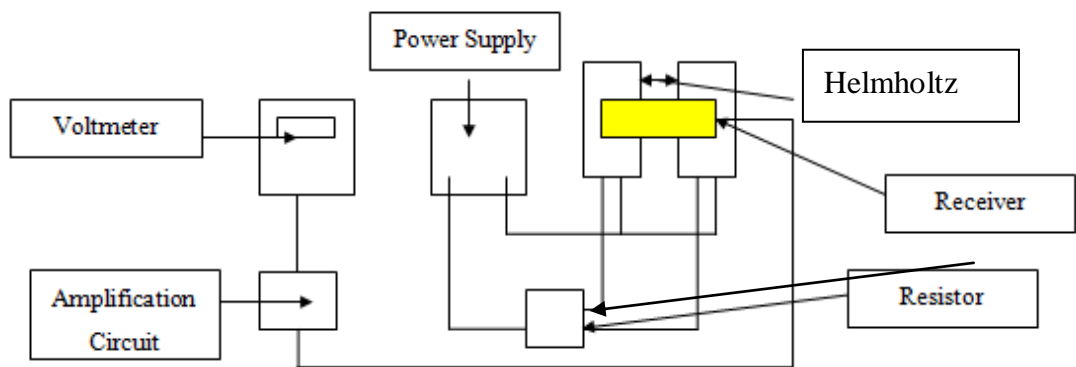 Power Supply
Helmholtz
Voltmeter
Receiver
Amplification
Circuit
Resistor